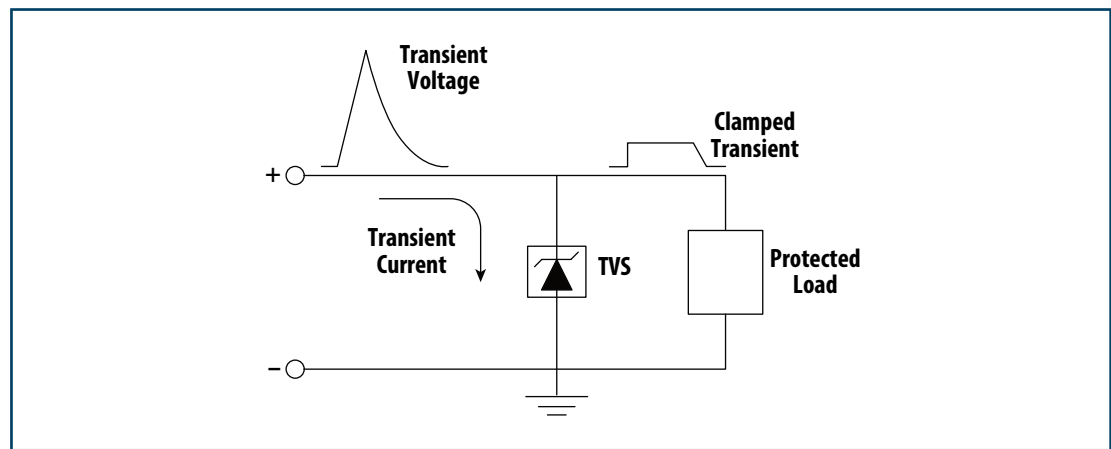 Transient
Voltage
Clamped
Transient
+
Transient
Current
TVS
Protected
Load
−